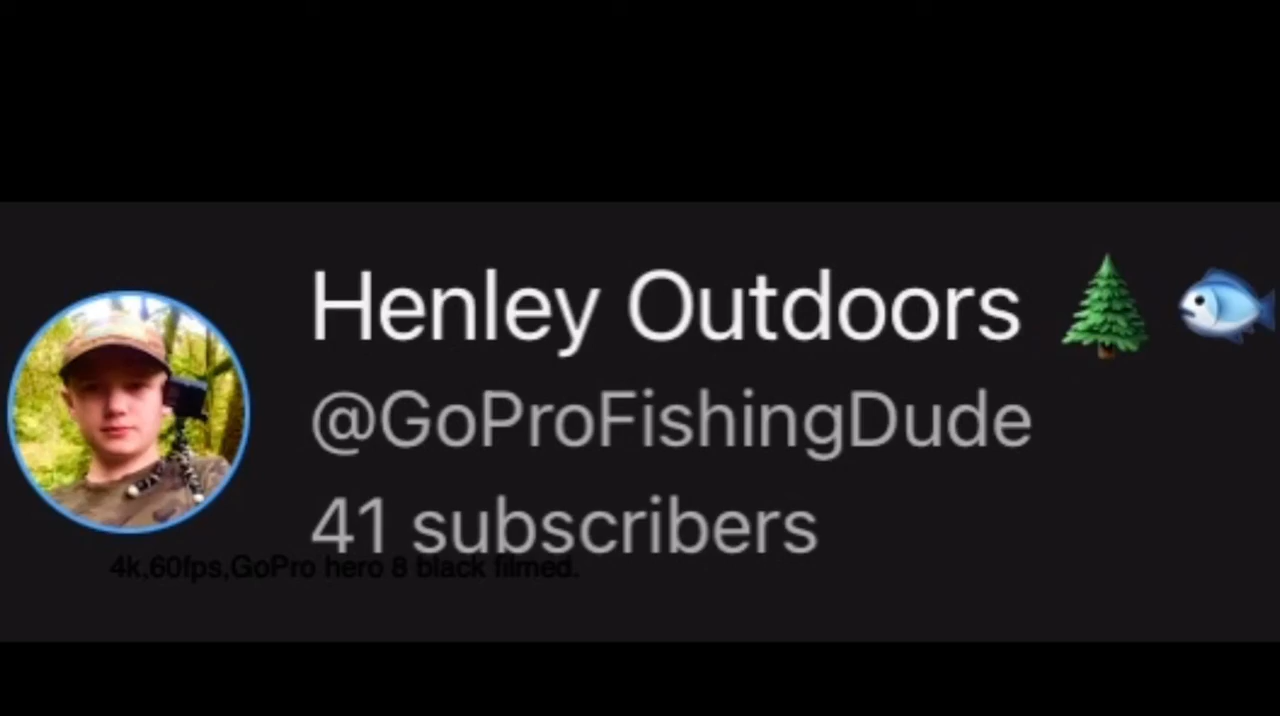 Henley Outdoors 🌲 🐟
@GoProFishingDude
41 subscribers
4k,60fps,GoPro hero 8 black filmed.